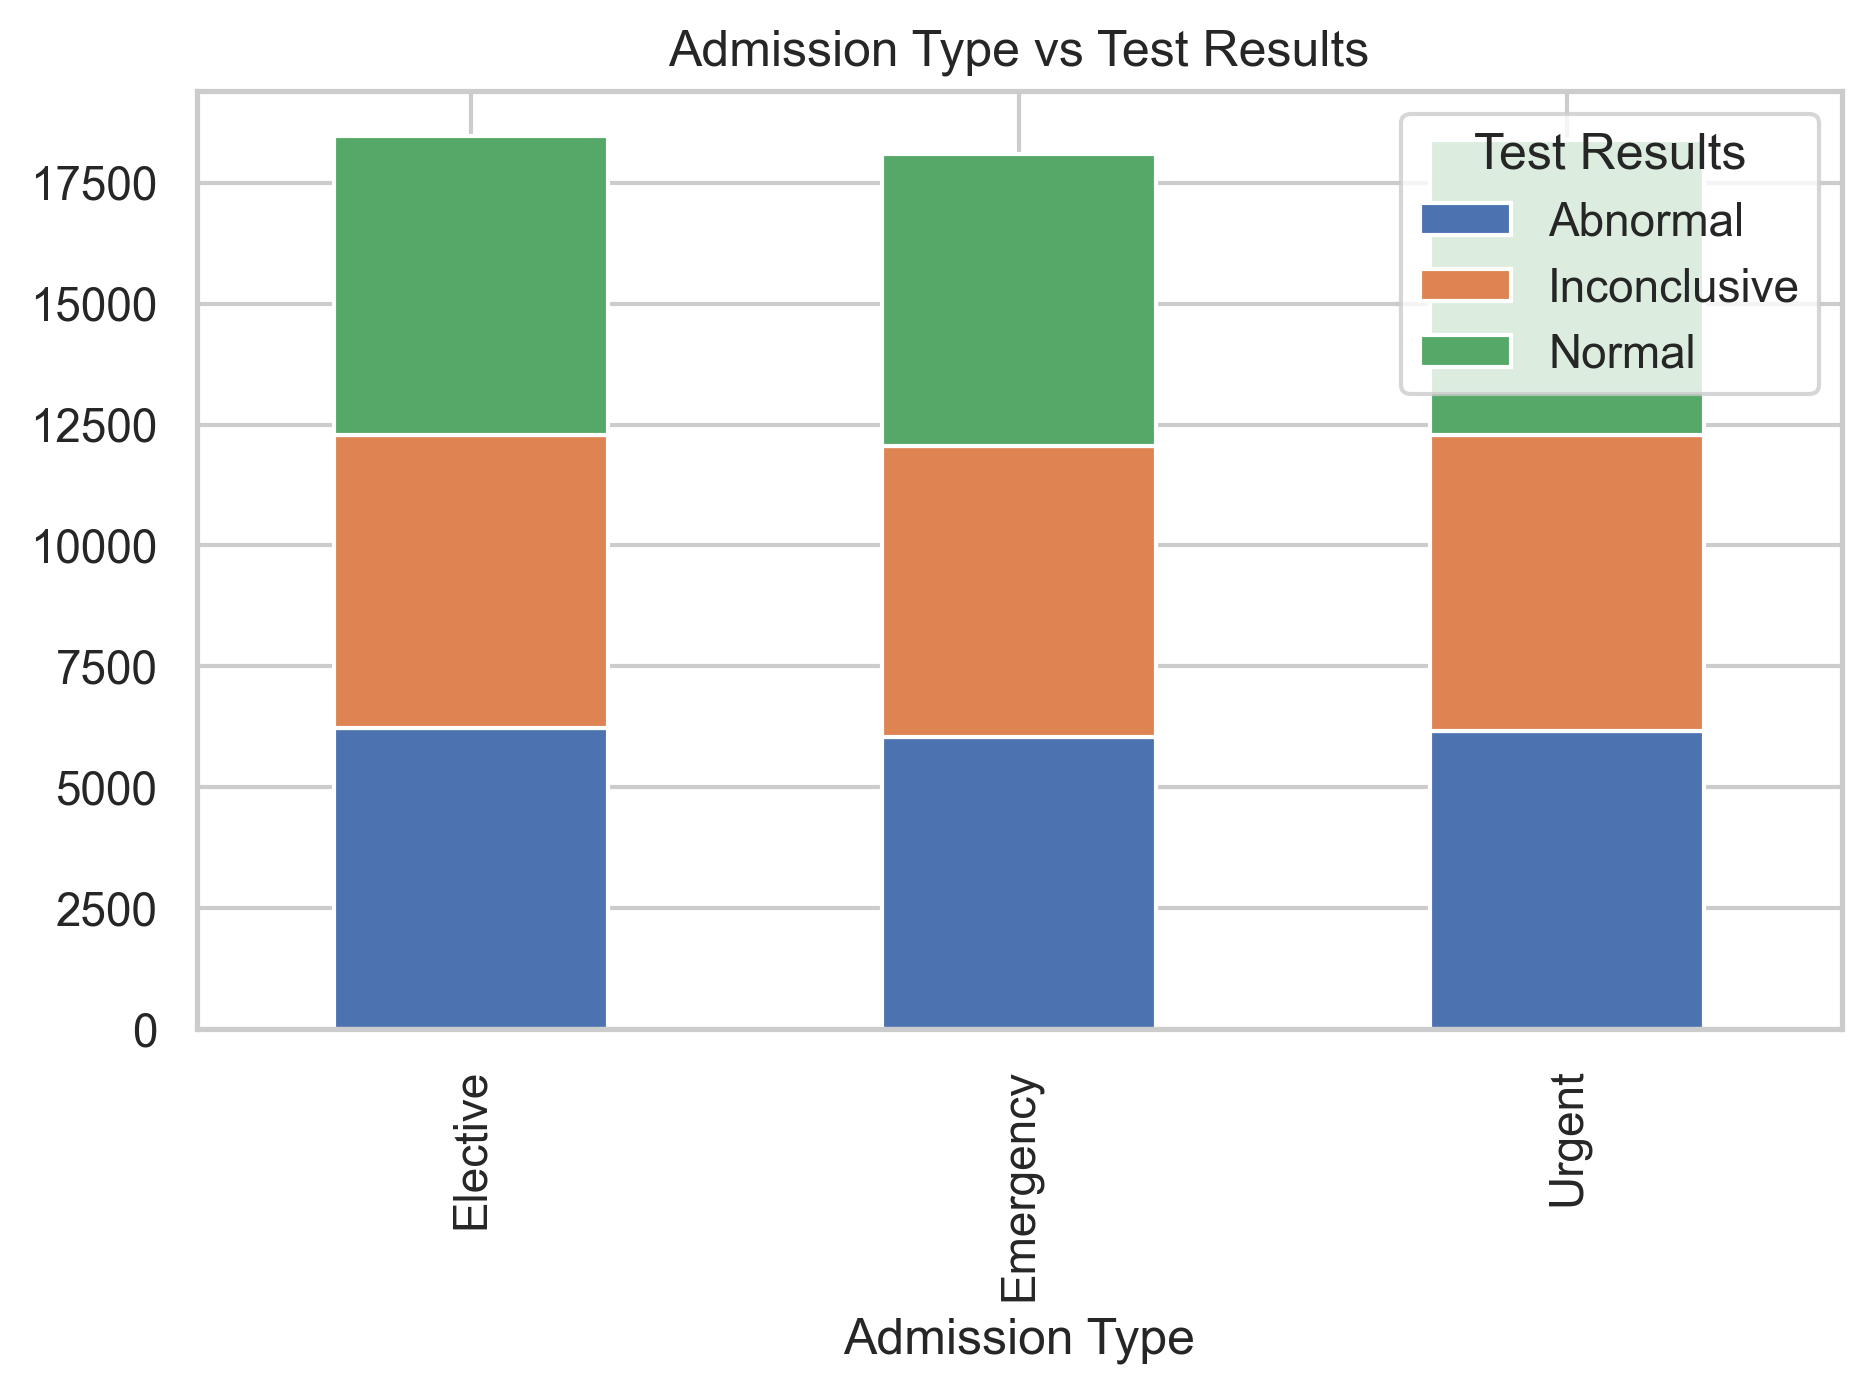 Admission Type vs Test Results
Test Results
Abnormal
Inconclusive
Normal
17500
15000
12500
10000
7500
5000
2500
0
Elective
Emergency
Urgent
Admission Type